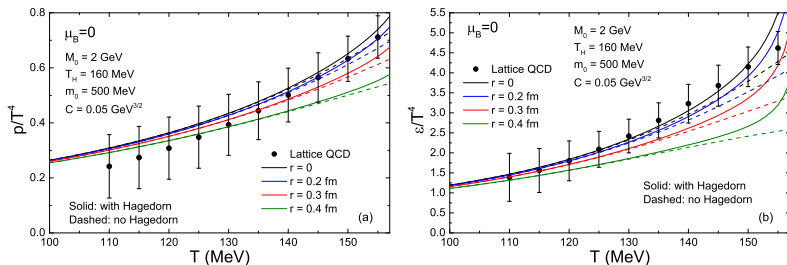 μB=0
M0 = 2 GeV
TH = 160 MeV
m0 = 500 MeV
C = 0.05 GeV3/2
Lattice QCD
r = 0
r = 0.2 fm
r = 0.3 fm
r = 0.4 fm
Solid: with Hagedorn
Dashed: no Hagedorn
(a)
p/T4
0.8
0.6
0.4
0.2
0.0
100 110 120 130 140 150
T (MeV)
μB=0
Lattice QCD
r = 0
r = 0.2 fm
r = 0.3 fm
r = 0.4 fm
M0 = 2 GeV
TH = 160 MeV
m0 = 500 MeV
C = 0.05 GeV3/2
Solid: with Hagedorn
Dashed: no Hagedorn
(b)
ε/T4
5.5
5.0
4.5
4.0
3.5
3.0
2.5
2.0
1.5
1.0
0.5
0.0
100 110 120 130 140 150
T (MeV)